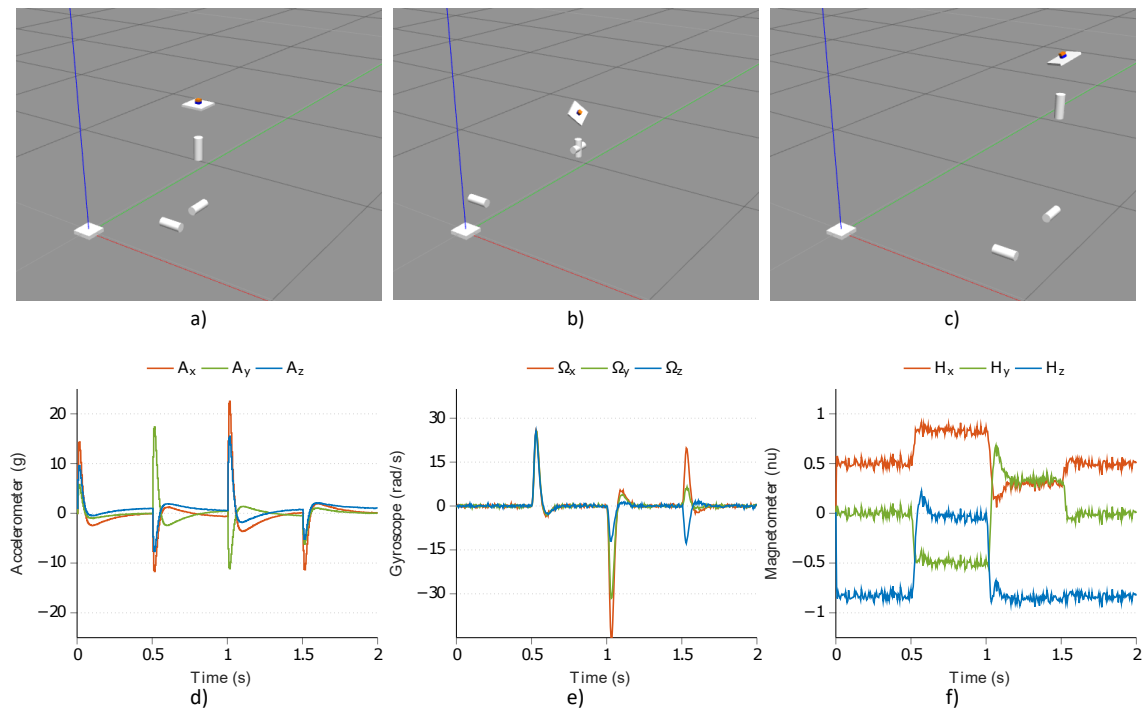 a)
b)
c)
Ax Ay Az
Accelerometer (g)
20
10
0
−10
−20
0 0.5 1 1.5 2
Time (s)
d)
Ωx Ωy Ωz
Gyroscope (rad/s)
30
15
0
−15
−30
0 0.5 1 1.5 2
Time (s)
e)
Hx Hy Hz
Magnetometer (nu)
1
0.5
0
−0.5
−1
0 0.5 1 1.5 2
Time (s)
f)